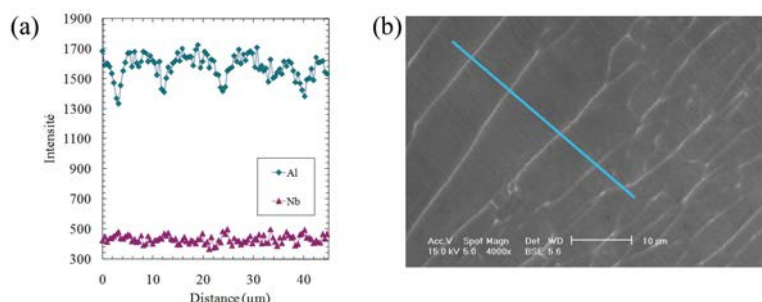 (a)
1900
1700
1500
1300
1100
900
700
500
300
Intensité
Al
Nb
0
10
20
30
40
Distance (µm)
(b)
Acc.V Spot Magn Det WD
15.0 kV 5.0 4000x BSE 5.6
10 µm